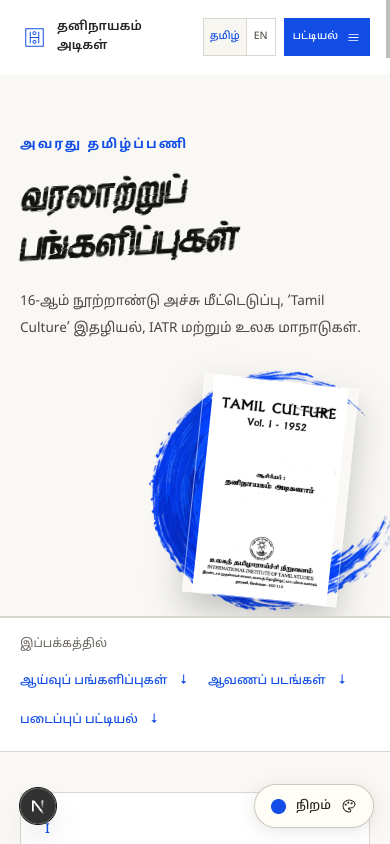 தனிநாயகம்
அடிகள்
தமிழ்
EN
பட்டியல்
அவரது தமிழ்ப்பணி
வரலாற்றுப்
பங்களிப்புகள்
16-ஆம் நூற்றாண்டு அச்சு மீட்டெடுப்பு, ‘Tamil
Culture’ இதழியல், IATR மற்றும் உலக மாநாடுகள்.
TAMIL CULTURE
Vol. I - 1952
ஆசிரியர் :
தனிநாயகம் அடிகளார்
உலகத் தமிழாராய்ச்சி நிறுவனம்
INTERNATIONAL INSTITUTE OF TAMIL STUDIES
இப்பக்கத்தில்
ஆய்வுப் பங்களிப்புகள் ↓
ஆவணப் படங்கள் ↓
படைப்புப் பட்டியல் ↓
N
நிறம்
I